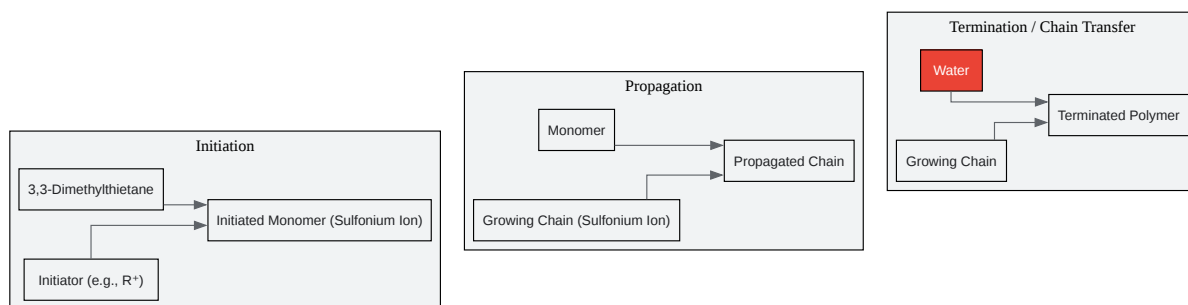 Initiation
3,3-Dimethylthietane
Initiated Monomer (Sulfonium Ion)
Initiator (e.g., R⁺)
Propagation
Monomer
Propagated Chain
Growing Chain (Sulfonium Ion)
Termination / Chain Transfer
Water
Terminated Polymer
Growing Chain